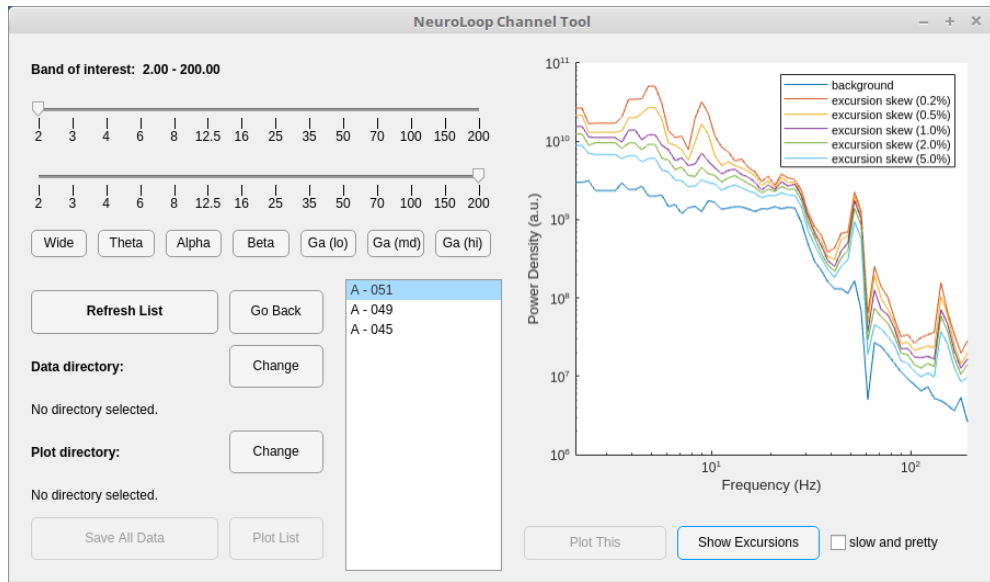 NeuroLoop Channel Tool
Band of interest: 2.00 - 200.00
2 3 4 6 8 12.5 16 25 35 50 70 100 150 200
2 3 4 6 8 12.5 16 25 35 50 70 100 150 200
Wide Theta Alpha Beta Ga (lo) Ga (md) Ga (hi)
Refresh List Go Back
Data directory: Change
No directory selected.
Plot directory: Change
No directory selected.
Save All Data Plot List
A - 051
A - 049
A - 045
Power Density (a.u.)
10¹¹
10¹⁰
10⁹
10⁸
10⁷
10⁶
background
excursion skew (0.2%)
excursion skew (0.5%)
excursion skew (1.0%)
excursion skew (2.0%)
excursion skew (5.0%)
10¹ 10²
Frequency (Hz)
Plot This Show Excursions slow and pretty